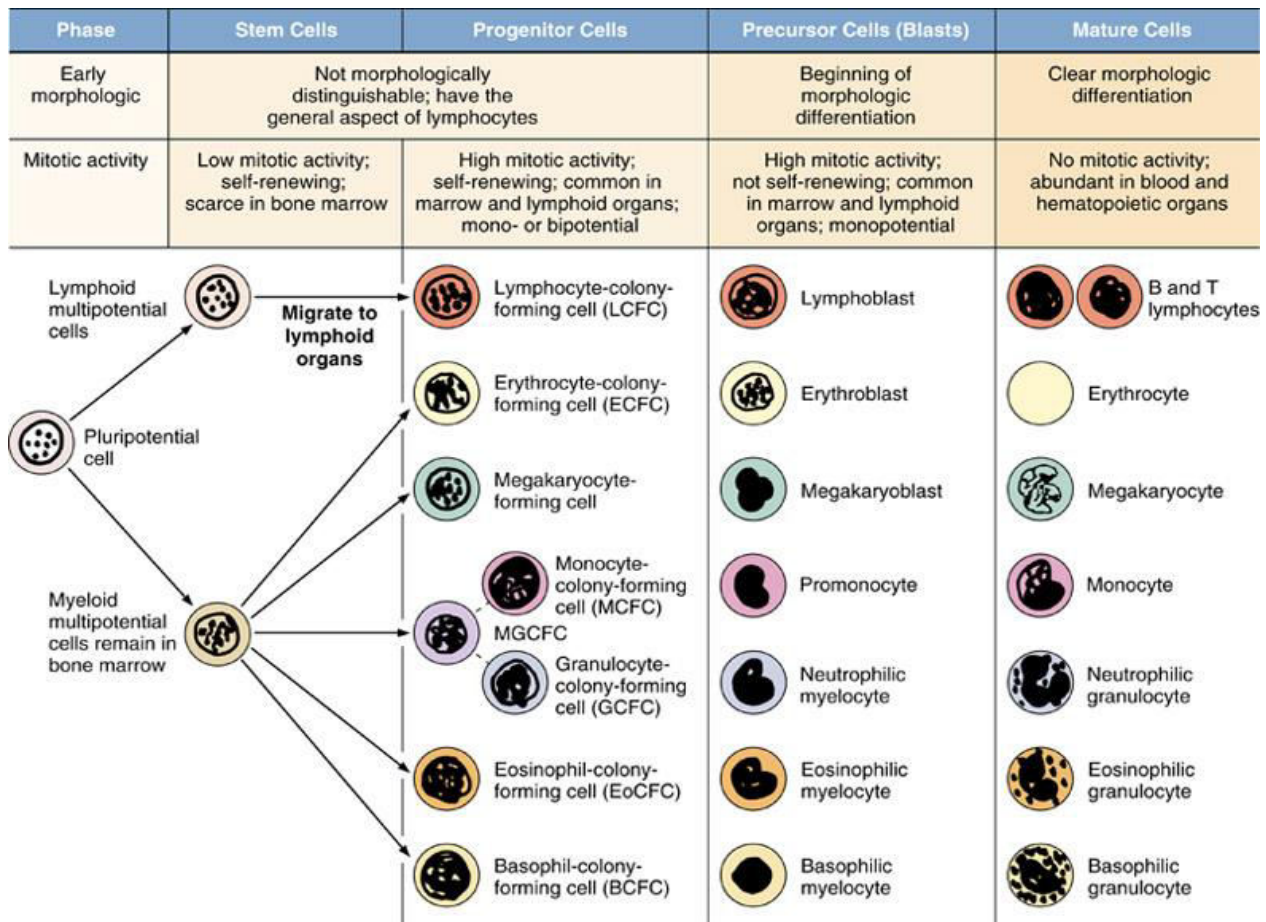 Phase
Stem Cells
Progenitor Cells
Precursor Cells (Blasts)
Mature Cells
Early
morphologic
Not morphologically
distinguishable; have the
general aspect of lymphocytes
Beginning of
morphologic
differentiation
Clear morphologic
differentiation
Mitotic activity
Low mitotic activity;
self-renewing;
scarce in bone marrow
High mitotic activity;
self-renewing; common in
marrow and lymphoid organs;
mono- or bipotential
High mitotic activity;
not self-renewing; common
in marrow and lymphoid
organs; monopotential
No mitotic activity;
abundant in blood and
hematopoietic organs
Lymphoid
multipotential
cells
Migrate to
lymphoid
organs
Lymphocyte-colony-
forming cell (LCFC)
Lymphoblast
B and T
lymphocytes
Erythrocyte-colony-
forming cell (ECFC)
Erythroblast
Erythrocyte
Pluripotential
cell
Megakaryocyte-
forming cell
Megakaryoblast
Megakaryocyte
Myeloid
multipotential
cells remain in
bone marrow
Monocyte-
colony-forming
cell (MCFC)
Promonocyte
Monocyte
MGCFC
Granulocyte-
colony-forming
cell (GCFC)
Neutrophilic
myelocyte
Neutrophilic
granulocyte
Eosinophil-colony-
forming cell (EoCFC)
Eosinophilic
myelocyte
Eosinophilic
granulocyte
Basophil-colony-
forming cell (BCFC)
Basophilic
myelocyte
Basophilic
granulocyte